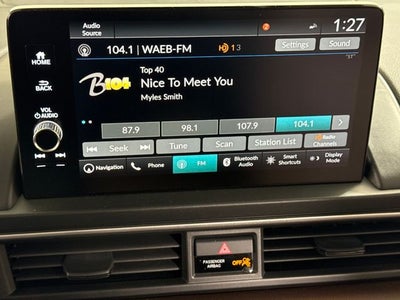 Audio Source
1:27
HOME
104.1 | WAEB-FM
1 3
Settings
Sound
BACK
B104
Top 40
Nice To Meet You
Myles Smith
VOL
AUDIO
87.9
98.1
107.9
104.1
Seek
Tune
Scan
Station List
Radio Channels
Navigation
Phone
FM
Bluetooth Audio
Smart Shortcuts
Display Mode
PASSENGER AIRBAG
OFF